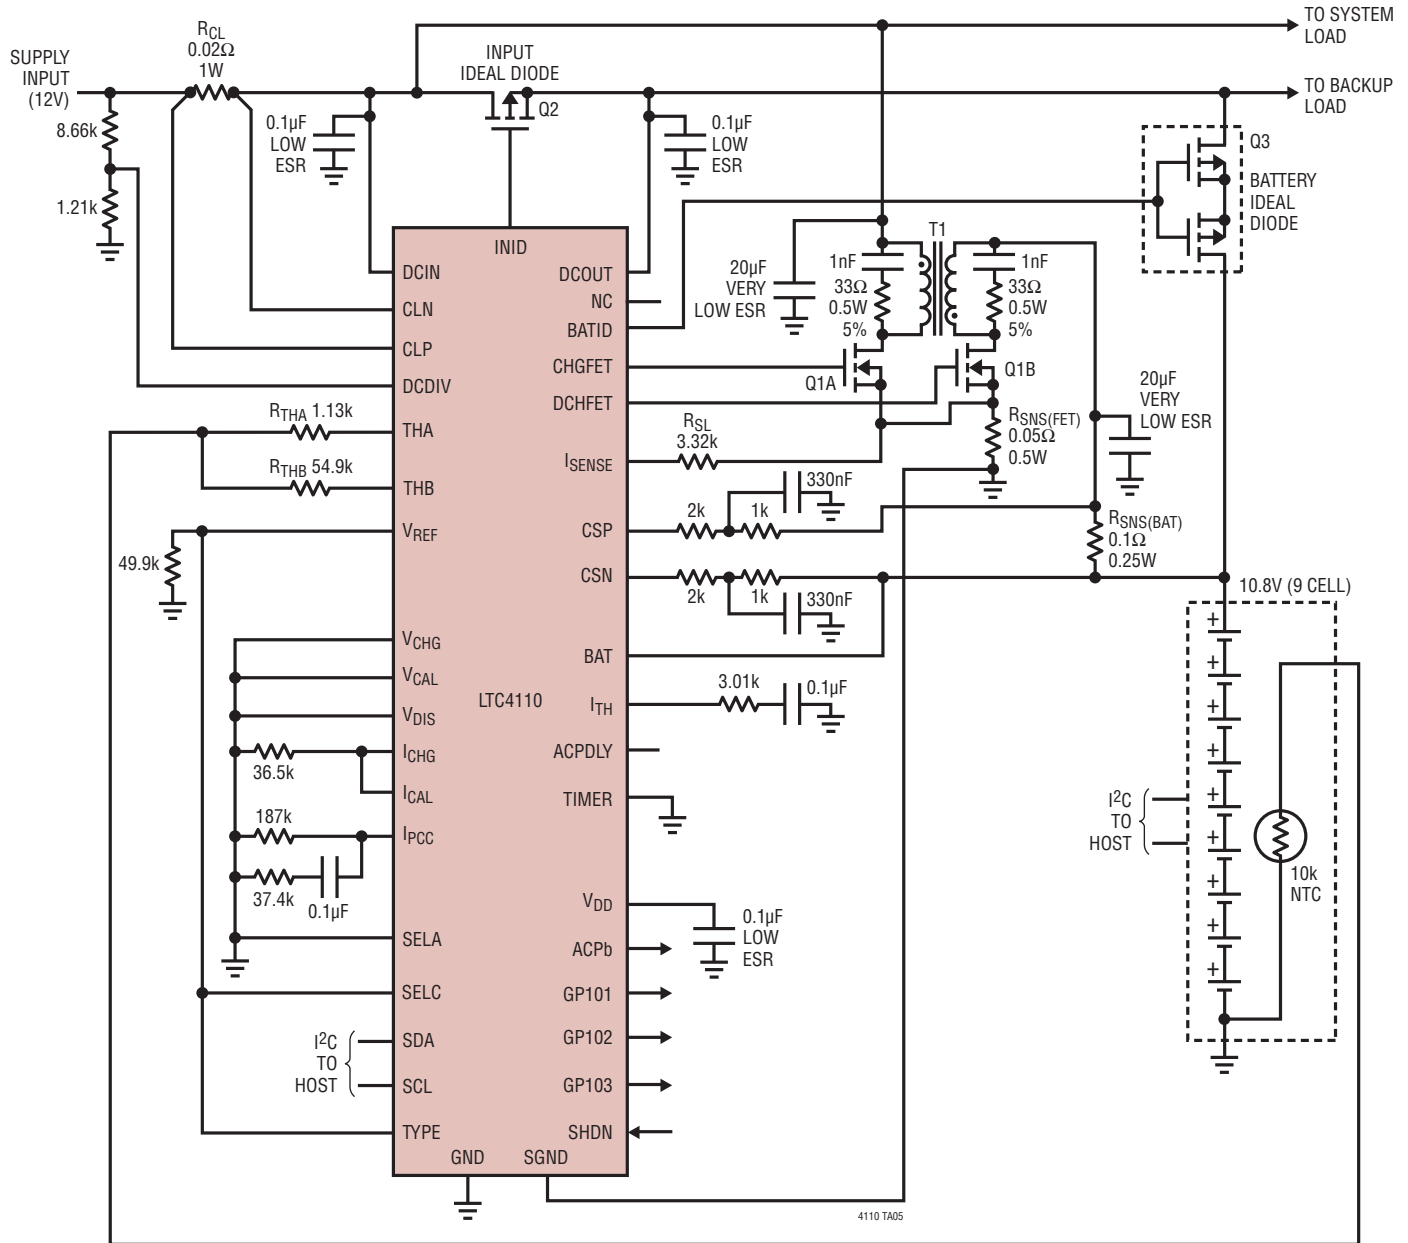 TO SYSTEM
LOAD
R_CL
0.02Ω
1W
SUPPLY
INPUT
(12V)
INPUT
IDEAL DIODE
Q2
TO BACKUP
LOAD
8.66k
0.1µF
LOW
ESR
0.1µF
LOW
ESR
Q3
BATTERY
IDEAL
DIODE
1.21k
INID
T1
DCIN
DCOUT
20µF
VERY
LOW ESR
1nF
33Ω
0.5W
5%
1nF
33Ω
0.5W
5%
NC
CLN
BATID
CLP
CHGFET
Q1A
Q1B
DCDIV
DCHFET
20µF
VERY
LOW ESR
R_THA 1.13k
THA
R_SL
3.32k
R_SNS(FET)
0.05Ω
0.5W
I_SENSE
R_THB 54.9k
THB
330nF
2k
1k
V_REF
CSP
R_SNS(BAT)
0.1Ω
0.25W
49.9k
CSN
2k
1k
330nF
10.8V (9 CELL)
+
+
+
+
+
+
+
+
+
V_CHG
BAT
V_CAL
3.01k
0.1µF
LTC4110
I_TH
V_DIS
I_CHG
ACPDLY
36.5k
I_CAL
TIMER
I²C
TO
HOST
187k
I_PCC
10k
NTC
37.4k
0.1µF
V_DD
0.1µF
LOW
ESR
SELA
ACPb
SELC
GP101
I²C
TO
HOST
SDA
GP102
SCL
GP103
TYPE
SHDN
GND
SGND
4110 TA05